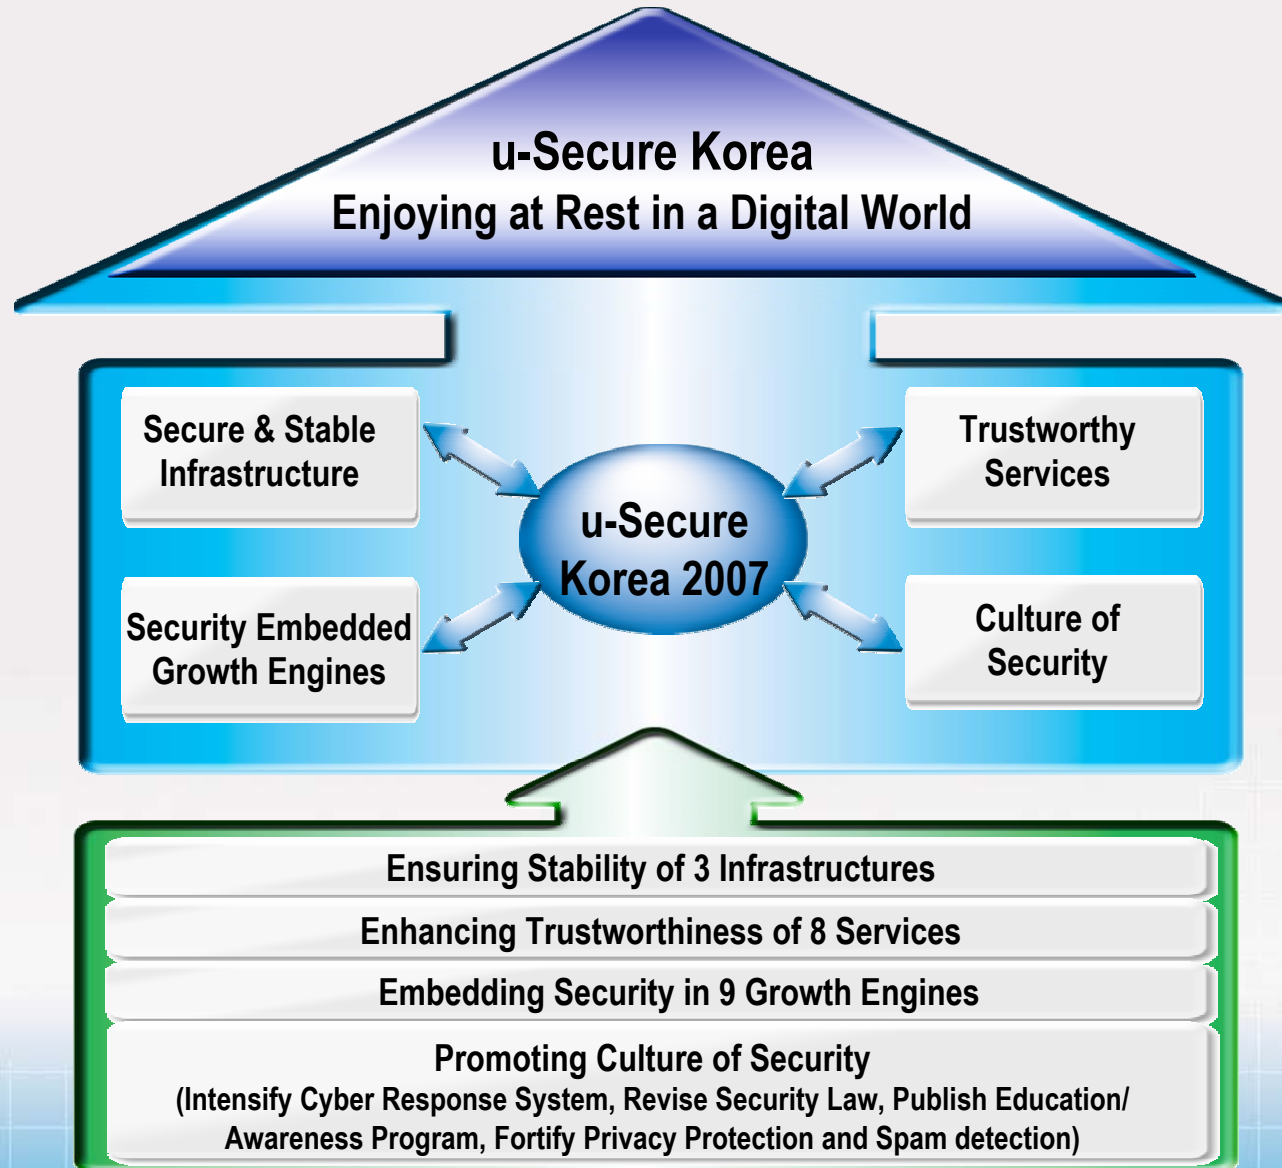 u-Secure Korea
Enjoying at Rest in a Digital World
Secure & Stable
Infrastructure
Trustworthy
Services
u-Secure
Korea 2007
Security Embedded
Growth Engines
Culture of
Security
Ensuring Stability of 3 Infrastructures
Enhancing Trustworthiness of 8 Services
Embedding Security in 9 Growth Engines
Promoting Culture of Security
(Intensify Cyber Response System, Revise Security Law, Publish Education/
Awareness Program, Fortify Privacy Protection and Spam detection)